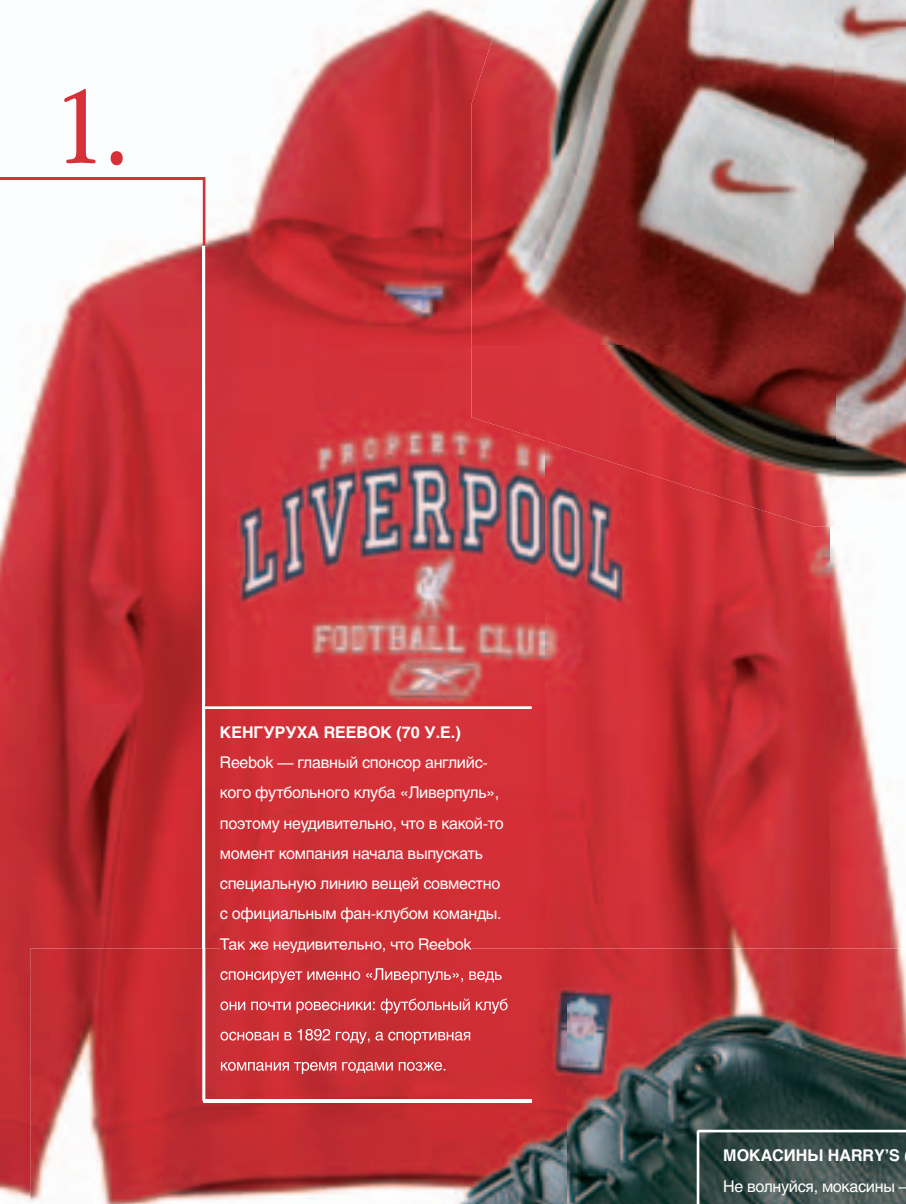 1.
PROPERTY OF
LIVERPOOL
FOOTBALL CLUB
КЕНГУРУХА REEBOK (70 У.Е.)
Reebok — главный спонсор английс-
кого футбольного клуба «Ливерпуль»,
поэтому неудивительно, что в какой-то
момент компания начала выпускать
специальную линию вещей совместно
с официальным фан-клубом команды.
Так же неудивительно, что Reebok
спонсирует именно «Ливерпуль», ведь
они почти ровесники: футбольный клуб
основан в 1892 году, а спортивная
компания тремя годами позже.
МОКАСИНЫ HARRY'S (
Не волнуйся, мокасины –